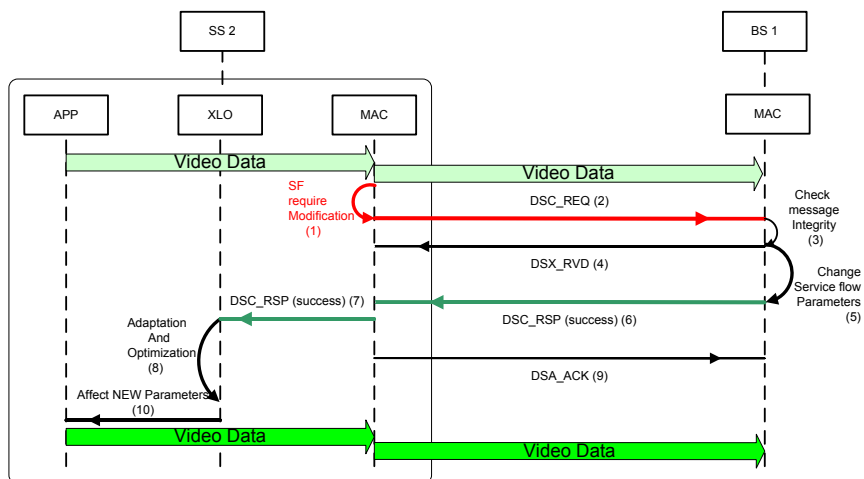 SS 2
BS 1
APP
XLO
MAC
MAC
Video Data
Video Data
SF
require
Modification
(1)
DSC_REQ (2)
Check
message
Integrity
(3)
DSX_RVD (4)
Change
Service flow
Parameters
(5)
DSC_RSP (success) (7)
DSC_RSP (success) (6)
Adaptation
And
Optimization
(8)
DSA_ACK (9)
Affect NEW Parameters
(10)
Video Data
Video Data